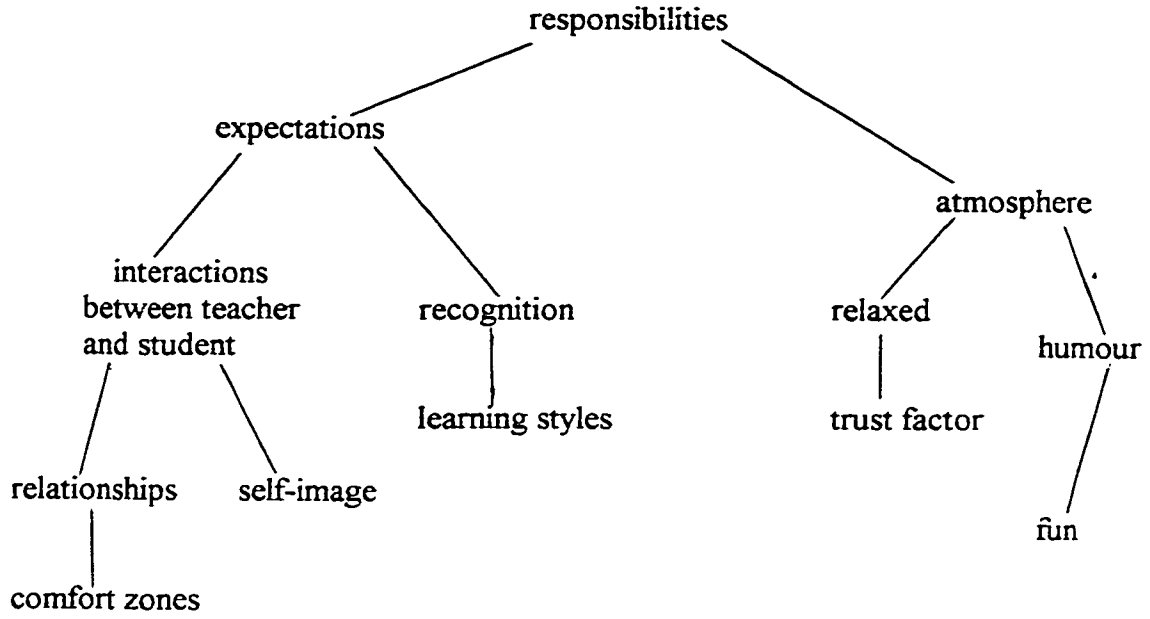 responsibilities
expectations
atmosphere
interactions
between teacher
and student
recognition
relaxed
humour
learning styles
trust factor
relationships
self-image
fun
comfort zones